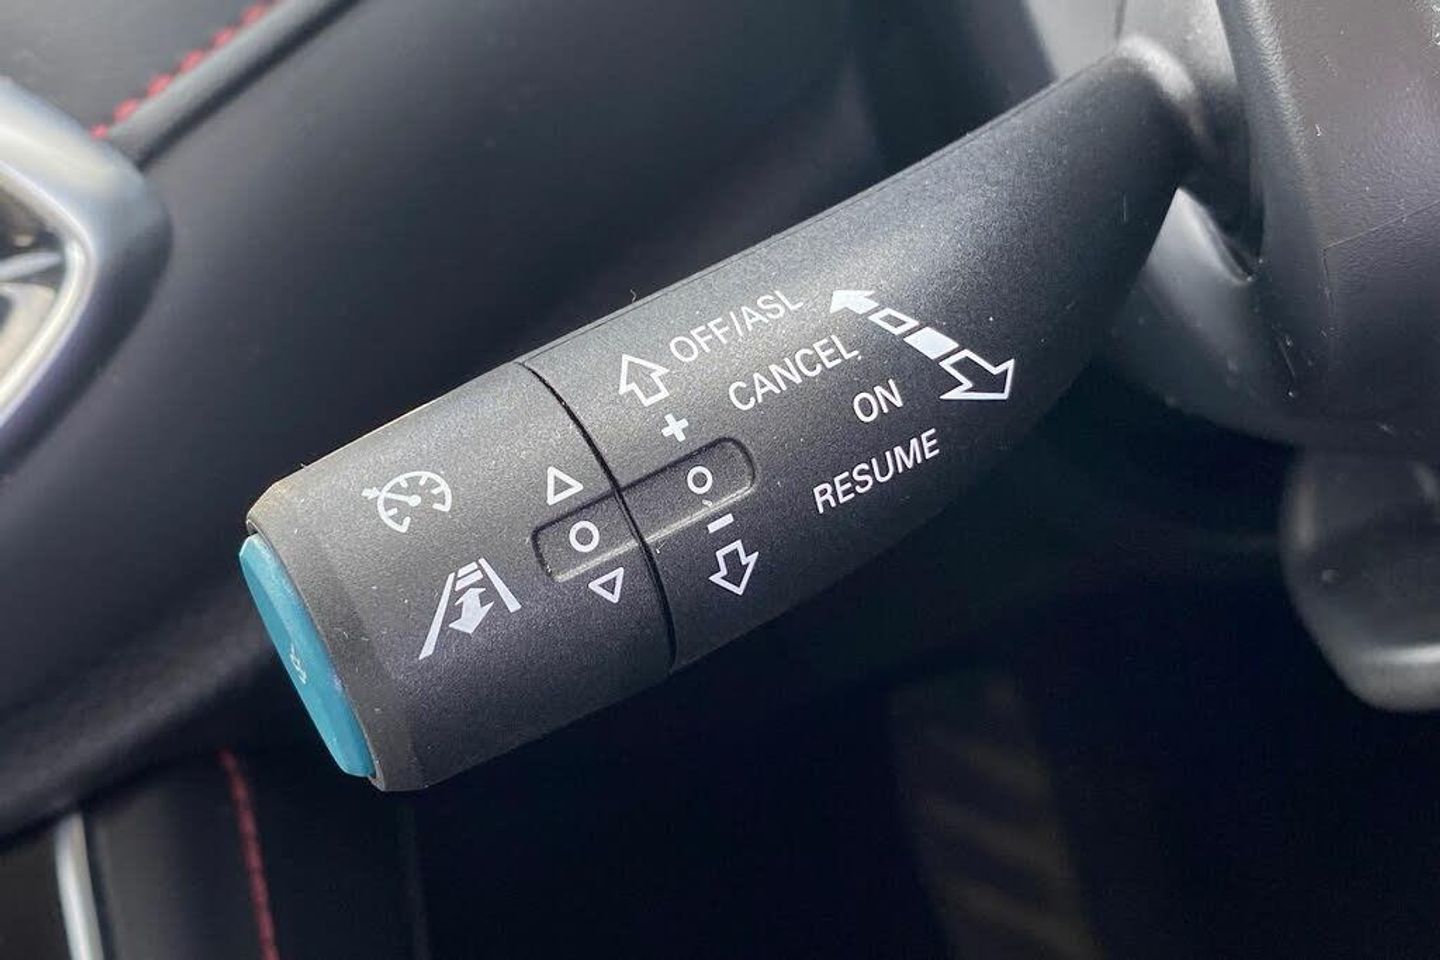 OFF/ASL
CANCEL
ON
RESUME
+
−